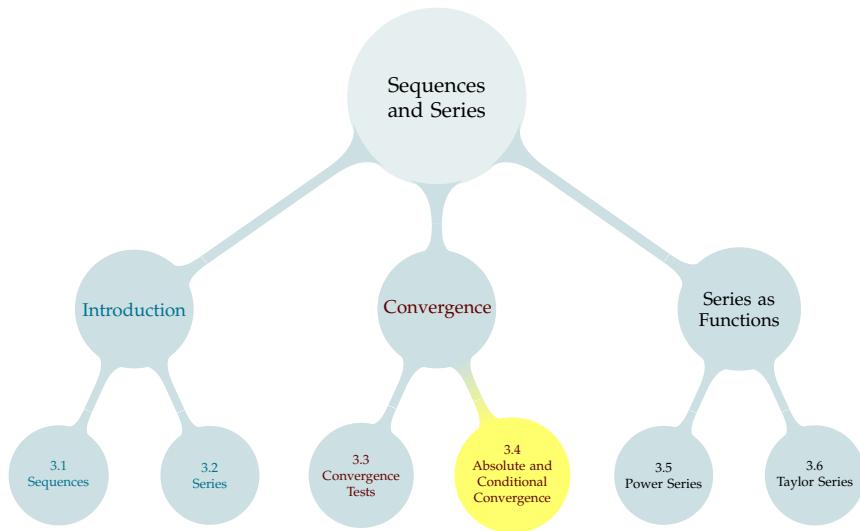 Sequences
and Series
Introduction
Convergence
Series as
Functions
3.1
Sequences
3.2
Series
3.3
Convergence
Tests
3.4
Absolute and
Conditional
Convergence
3.5
Power Series
3.6
Taylor Series